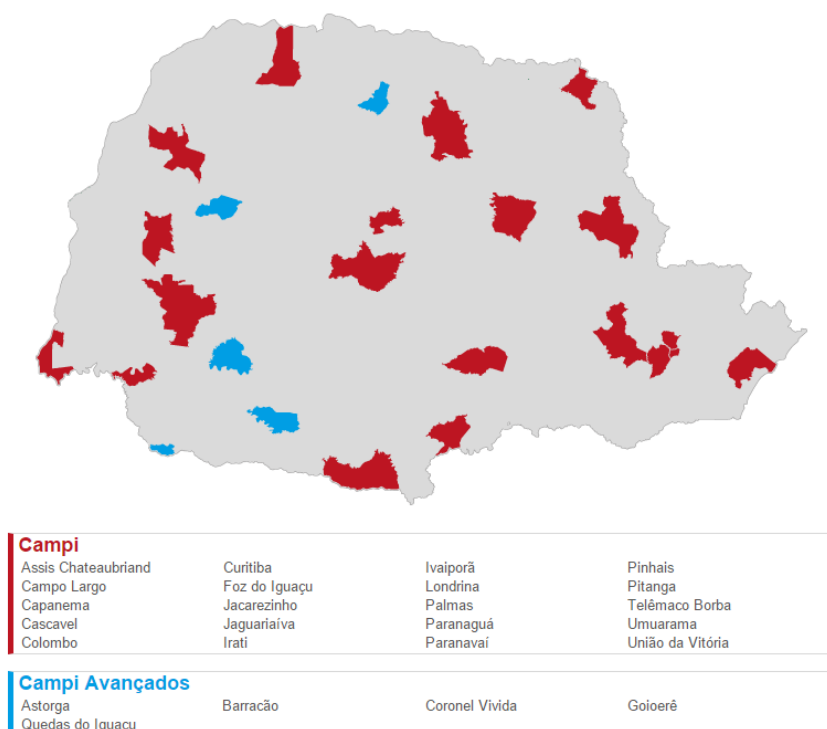 Campi
Assis Chateaubriand Curitiba Ivaiporã Pinhais
Campo Largo Foz do Iguaçu Londrina Pitanga
Capanema Jacarezinho Palmas Telêmaco Borba
Cascavel Jaguariaíva Paranaguá Umuarama
Colombo Irati Paranavaí União da Vitória
Campi Avançados
Astorga Barracão Coronel Vivida Goioerê
Quedas do Iguaçu